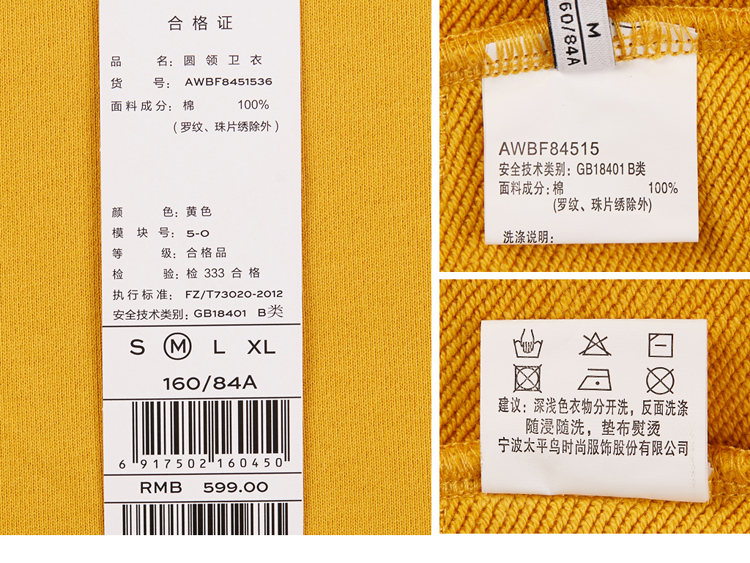 合格证
品 名：圆领卫衣
货 号：AWBF8451536
面料成分：棉 100%
（罗纹、珠片绣除外）
颜 色：黄色
模块号：5-0
等 级：合格品
检 验：检 333 合格
执行标准：FZ/T73020-2012
安全技术类别：GB18401 B类
S M L XL
160/84A
6 917502 160450
RMB 599.00
M
160/84A
AWBF84515
安全技术类别：GB18401 B类
面料成分：棉 100%
（罗纹、珠片绣除外）
洗涤说明：
建议：深浅色衣物分开洗，反面洗涤
随浸随洗，垫布熨烫
宁波太平鸟时尚服饰股份有限公司